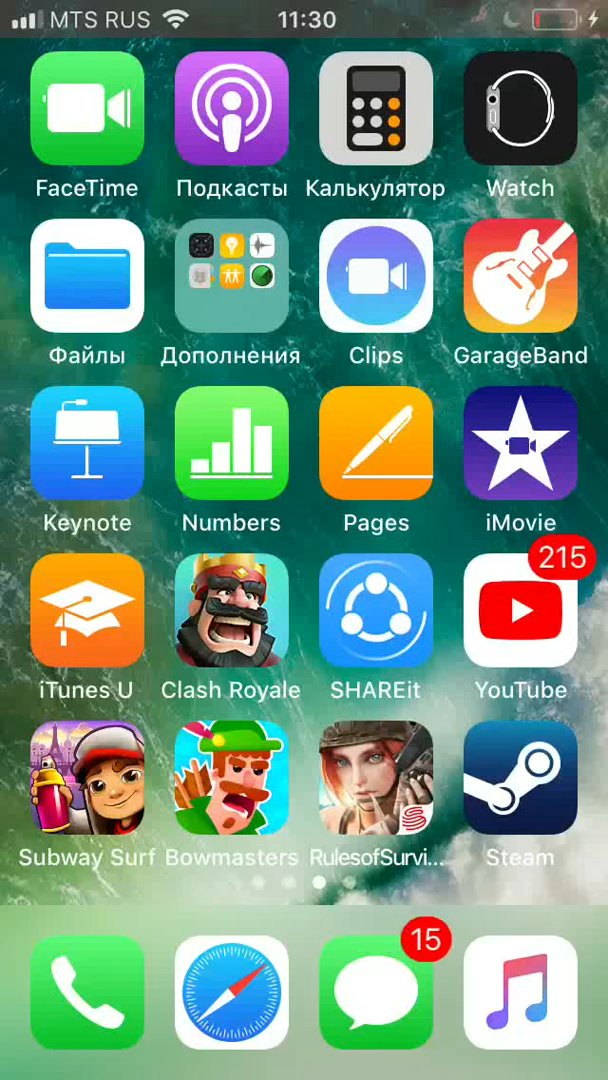 MTS RUS 11:30
FaceTime Подкасты Калькулятор Watch
Файлы Дополнения Clips GarageBand
Keynote Numbers Pages iMovie
215
iTunes U Clash Royale SHAREit YouTube
Subway Surf Bowmasters RulesofSurvi... Steam
15